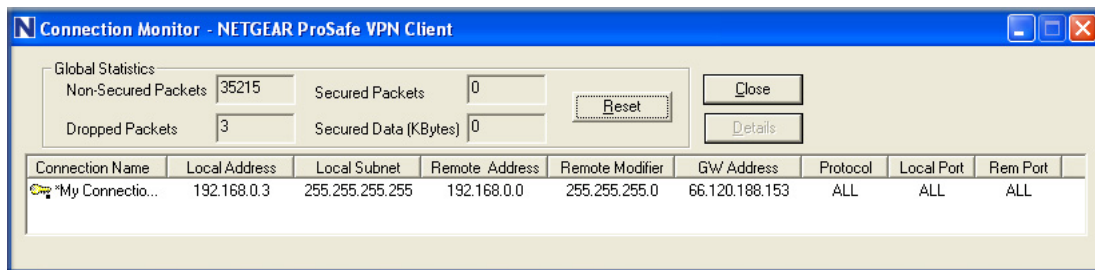 N Connection Monitor - NETGEAR ProSafe VPN Client
Global Statistics
Non-Secured Packets 35215 Secured Packets 0 Reset Close
Dropped Packets 3 Secured Data (KBytes) 0 Details
Connection Name Local Address Local Subnet Remote Address Remote Modifier GW Address Protocol Local Port Rem Port
*My Connectio... 192.168.0.3 255.255.255.255 192.168.0.0 255.255.255.0 66.120.188.153 ALL ALL ALL